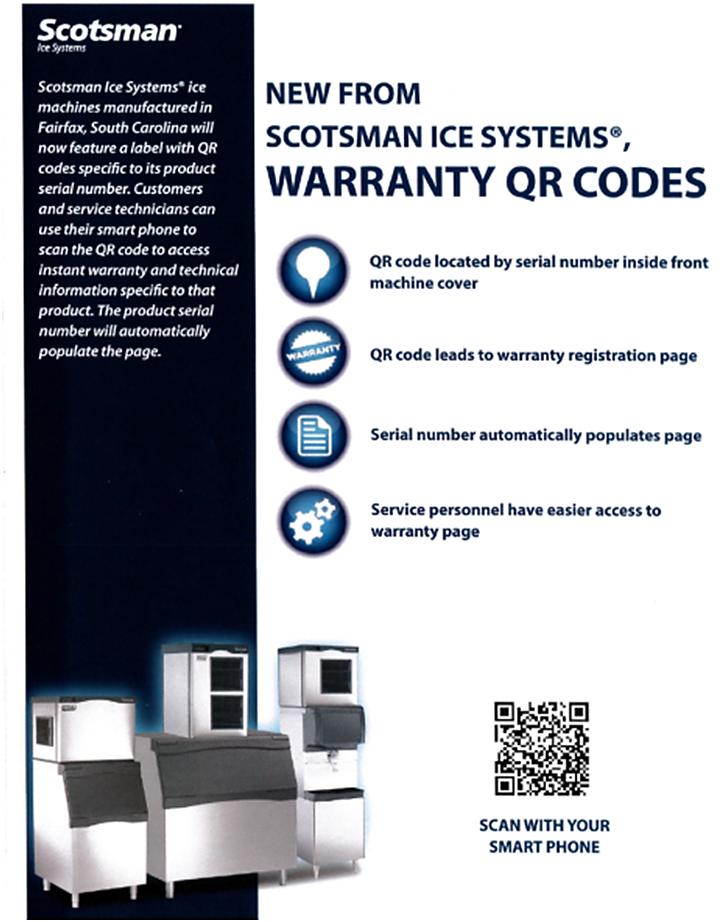 Scotsman
Ice Systems
Scotsman Ice Systems® ice
machines manufactured in
Fairfax, South Carolina will
now feature a label with QR
codes specific to its product
serial number. Customers
and service technicians can
use their smart phone to
scan the QR code to access
instant warranty and technical
information specific to that
product. The product serial
number will automatically
populate the page.
NEW FROM
SCOTSMAN ICE SYSTEMS®,
WARRANTY QR CODES
QR code located by serial number inside front
machine cover
WARRANTY
QR code leads to warranty registration page
Serial number automatically populates page
Service personnel have easier access to
warranty page
SCAN WITH YOUR
SMART PHONE